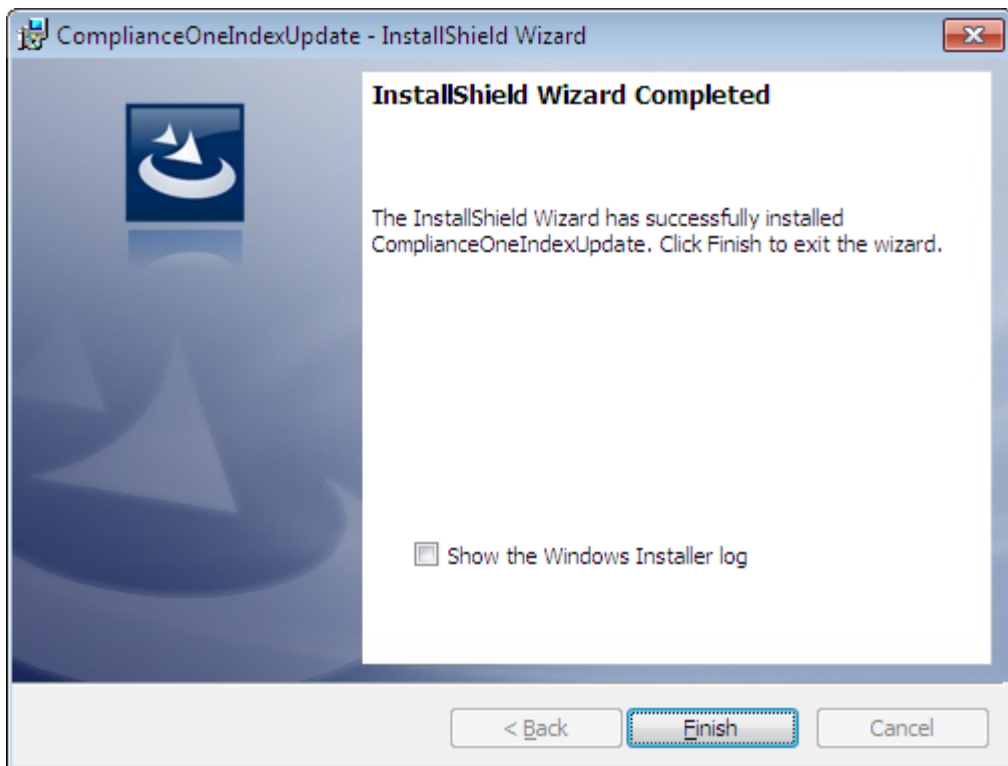 ComplianceOneIndexUpdate - InstallShield Wizard
InstallShield Wizard Completed
The InstallShield Wizard has successfully installed
ComplianceOneIndexUpdate. Click Finish to exit the wizard.
Show the Windows Installer log
< Back Finish Cancel